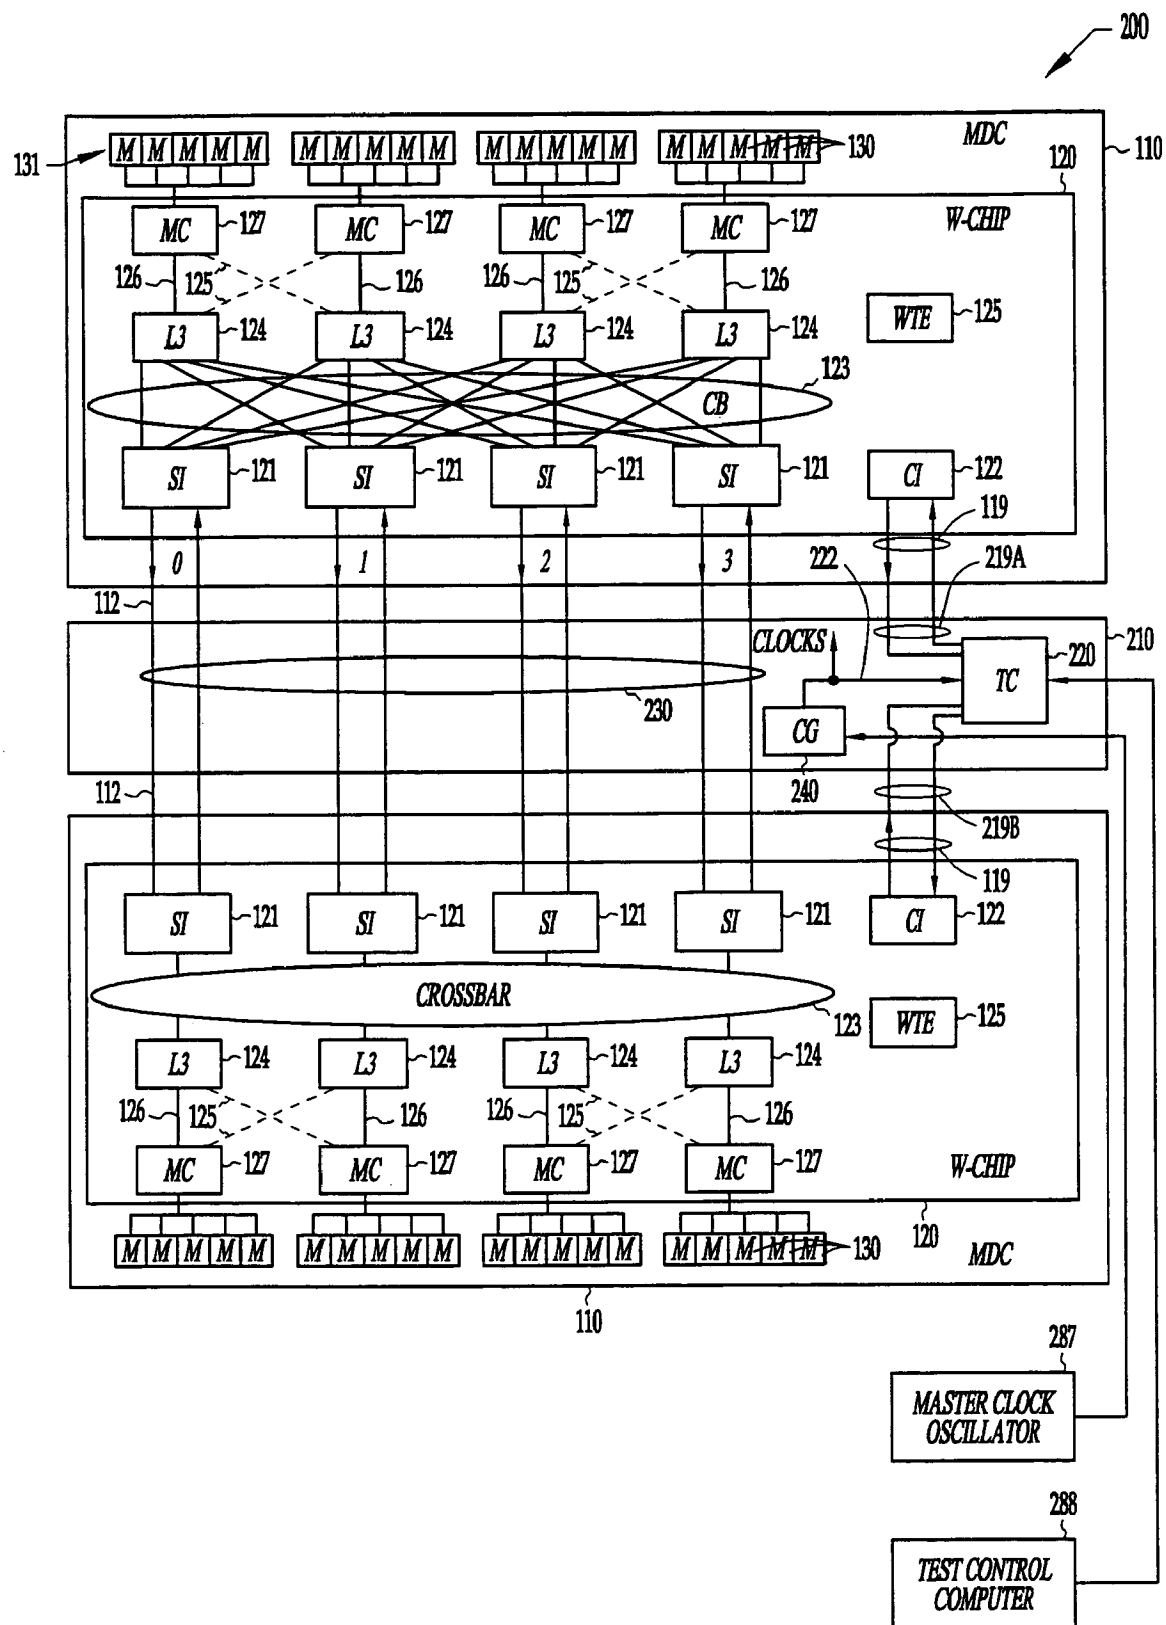 200
M M M M M M M M M M M M M M M M M M M M 130 MDC
131 110
120
MC 127 MC 127 MC 127 MC 127 W-CHIP
126 125 126 126 125 126
L3 124 L3 124 L3 124 L3 124 WTE 125
123
CB
SI 121 SI 121 SI 121 SI 121 CI 122
119
0 1 2 3 222 219A
112
CLOCKS 210
220
TC
230
CG
112 240
219B
119
SI 121 SI 121 SI 121 SI 121 CI 122
CROSSBAR
123 WTE 125
L3 124 L3 124 L3 124 L3 124
126 125 126 126 125 126
MC 127 MC 127 MC 127 MC 127 W-CHIP
120
M M M M M M M M M M M M M M M M M M M M 130 MDC
110
287
MASTER CLOCK
OSCILLATOR
288
TEST CONTROL
COMPUTER